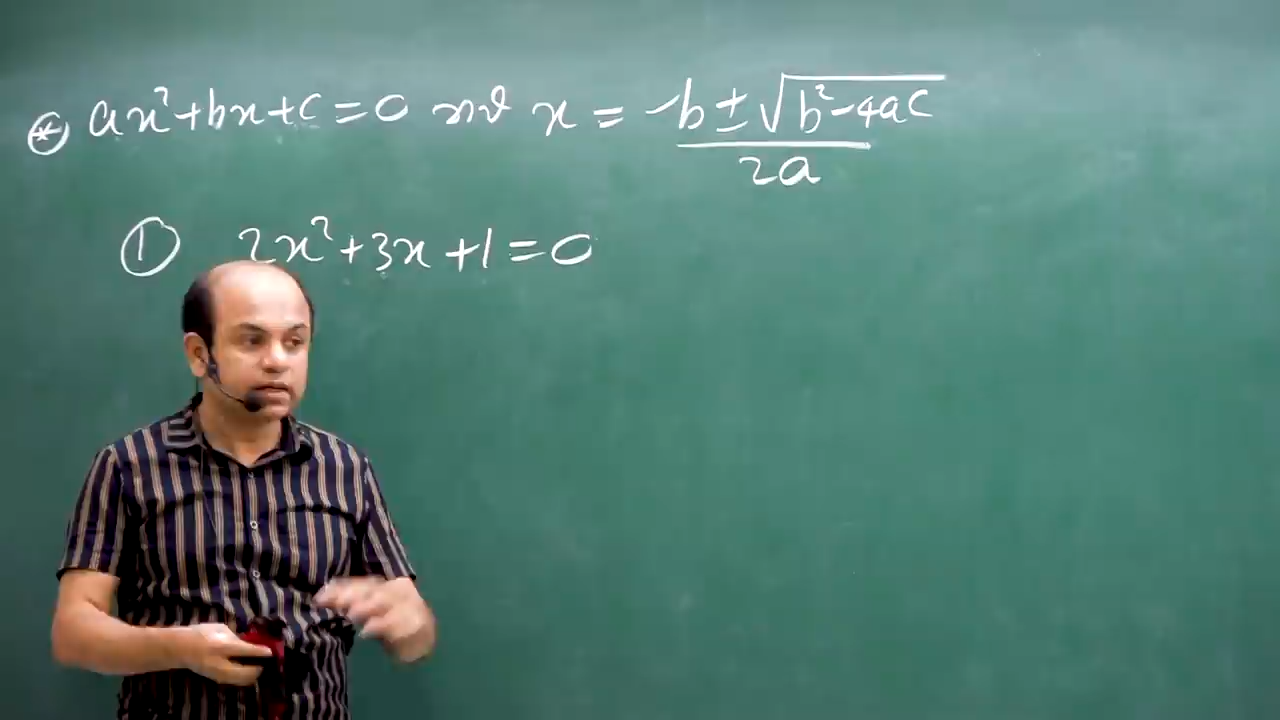 * ax²+bx+c=0 x = -b ± √b²-4ac / 2a
① 2x²+3x+1=0